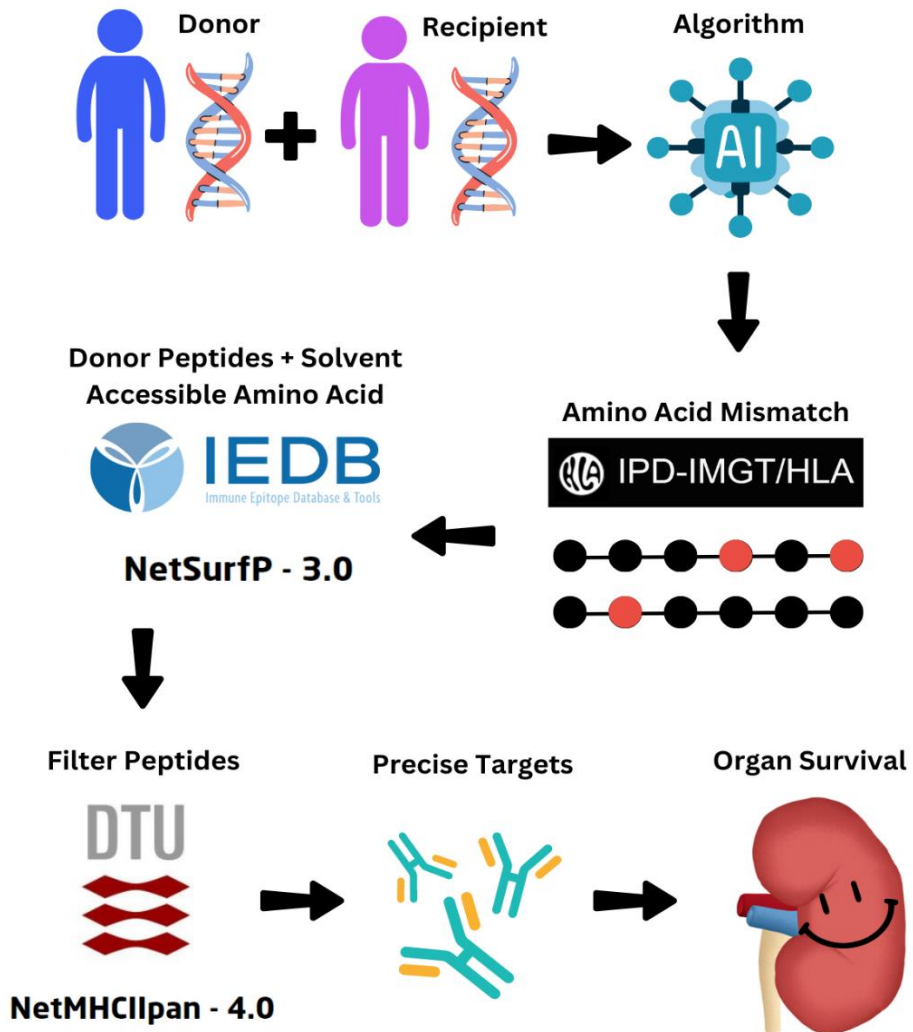 Donor
Recipient
Algorithm
AI
Donor Peptides + Solvent
Accessible Amino Acid
IEDB
Immune Epitope Database & Tools
NetSurfP - 3.0
Amino Acid Mismatch
HLA IPD-IMGT/HLA
Filter Peptides
DTU
NetMHCIIpan - 4.0
Precise Targets
Organ Survival